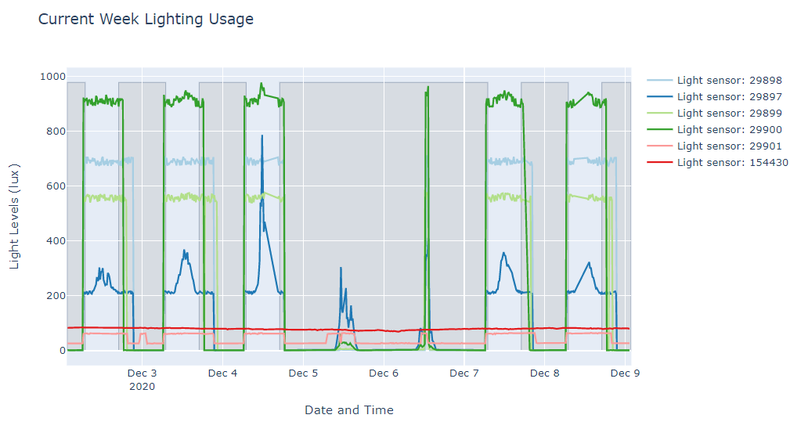 Current Week Lighting Usage
Light Levels (lux)
1000
800
600
400
200
0
Dec 3
2020
Dec 4
Dec 5
Dec 6
Dec 7
Dec 8
Dec 9
Date and Time
Light sensor: 29898
Light sensor: 29897
Light sensor: 29899
Light sensor: 29900
Light sensor: 29901
Light sensor: 154430